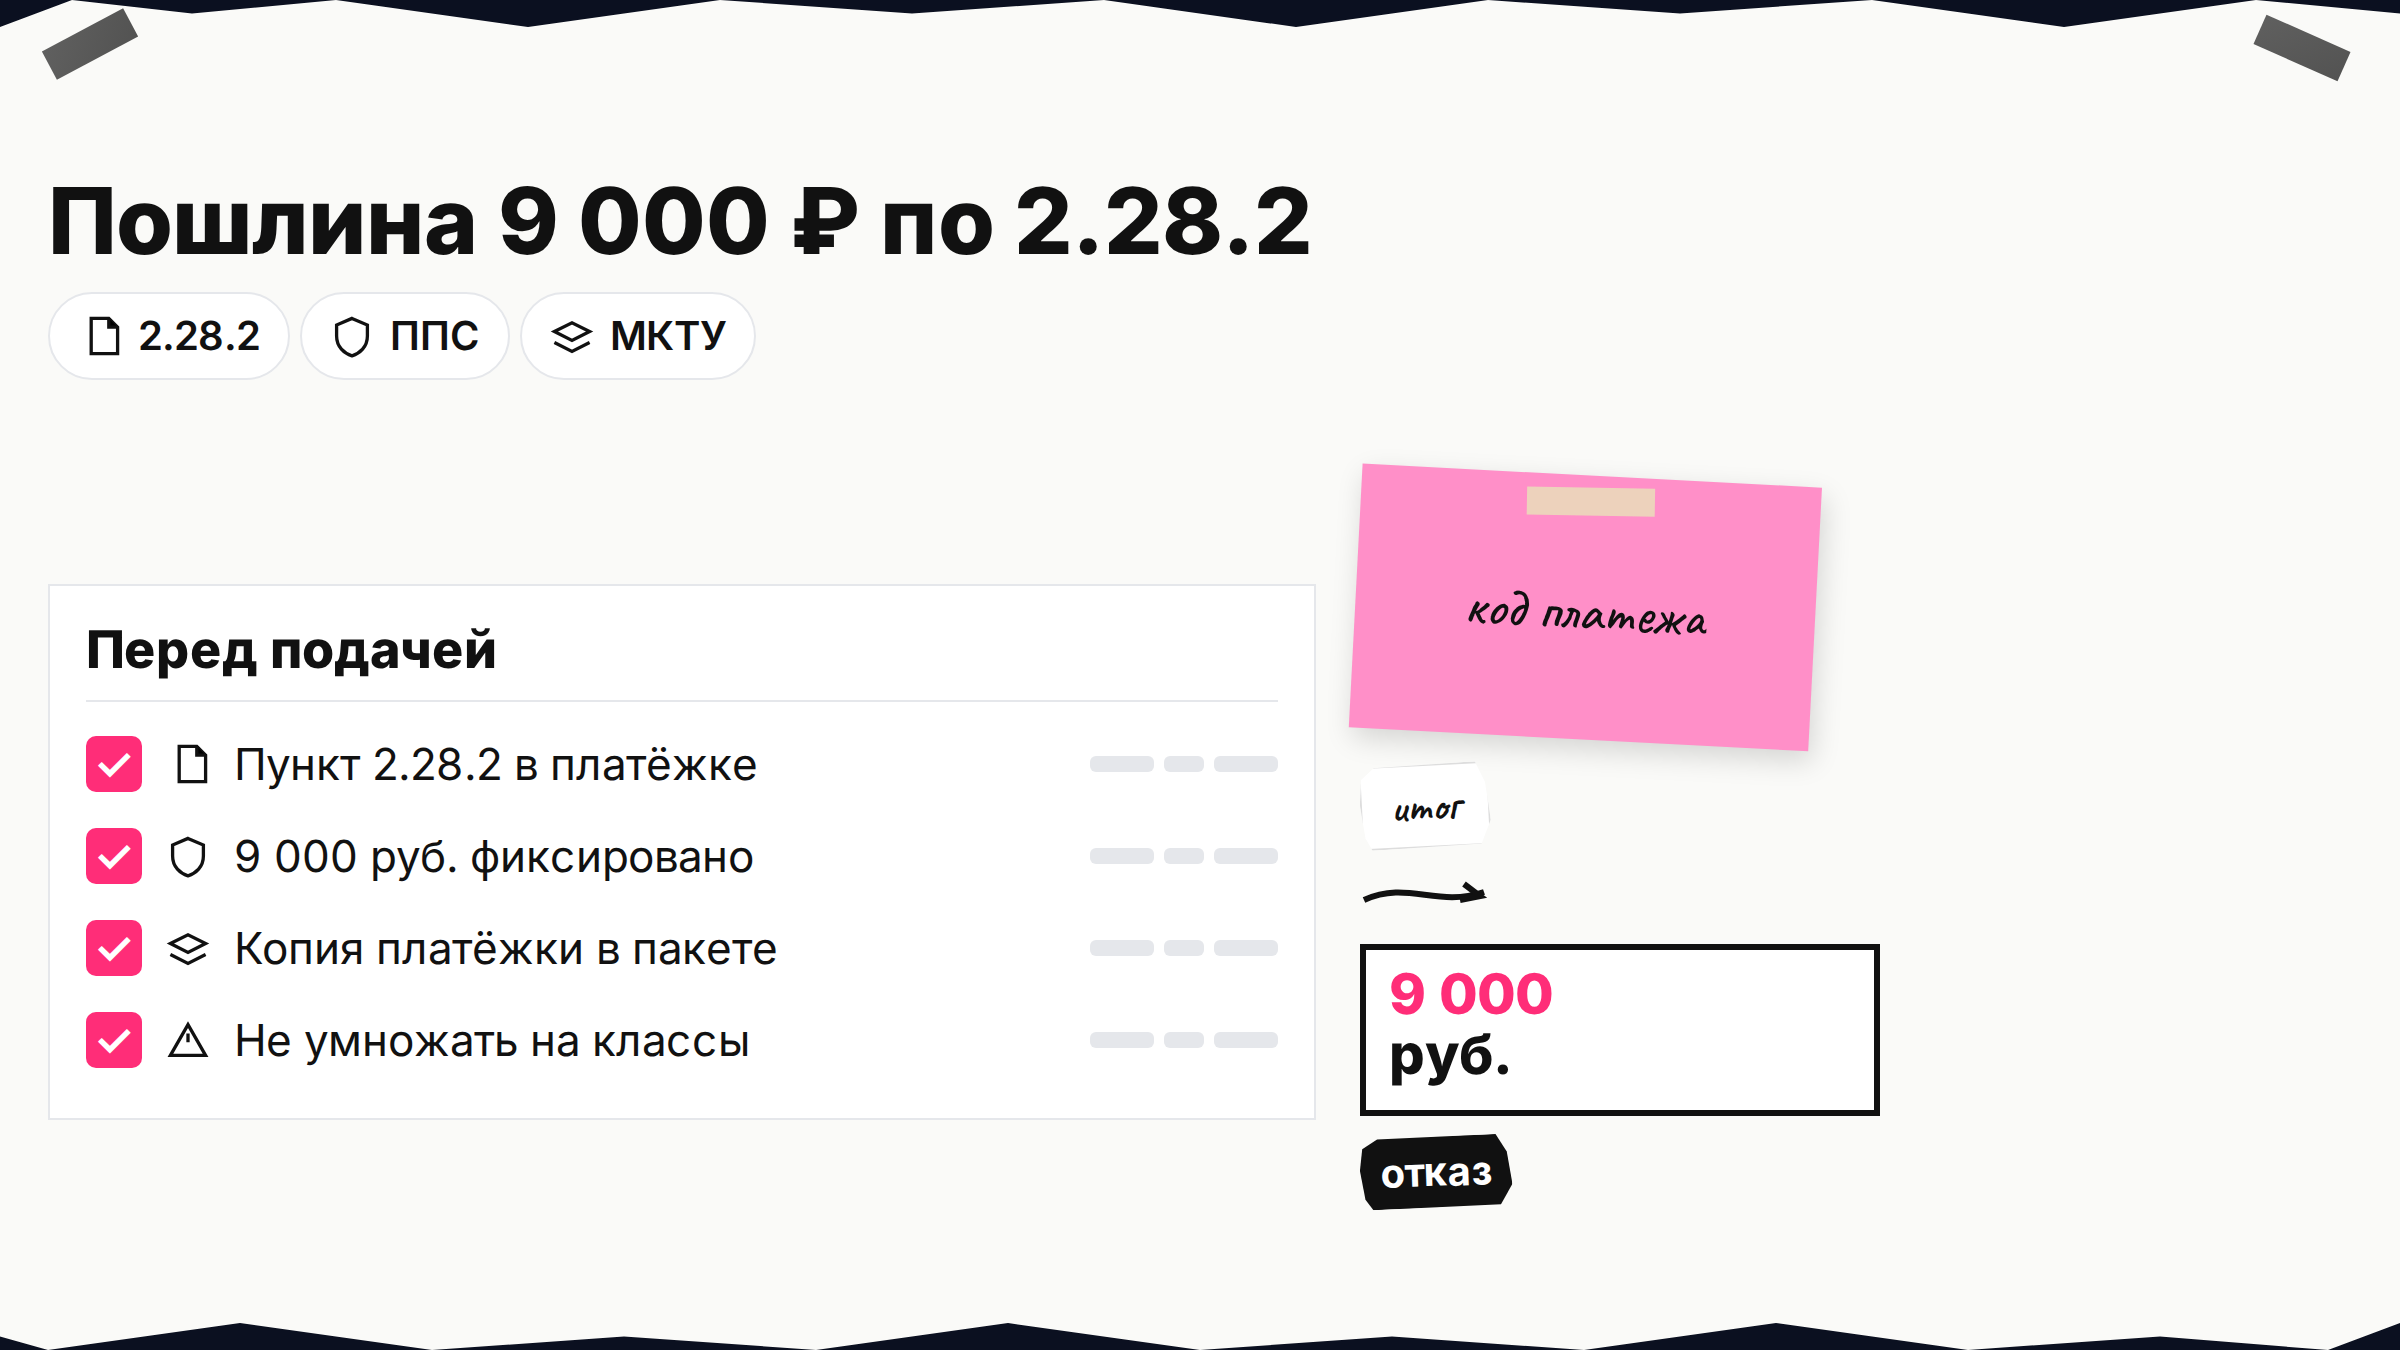 Пошлина 9 000 ₽ по 2.28.2
2.28.2
ППС
МКТУ
Перед подачей
Пункт 2.28.2 в платёжке
9 000 руб. фиксировано
Копия платёжки в пакете
Не умножать на классы
код платежа
итог
9 000
руб.
отказ